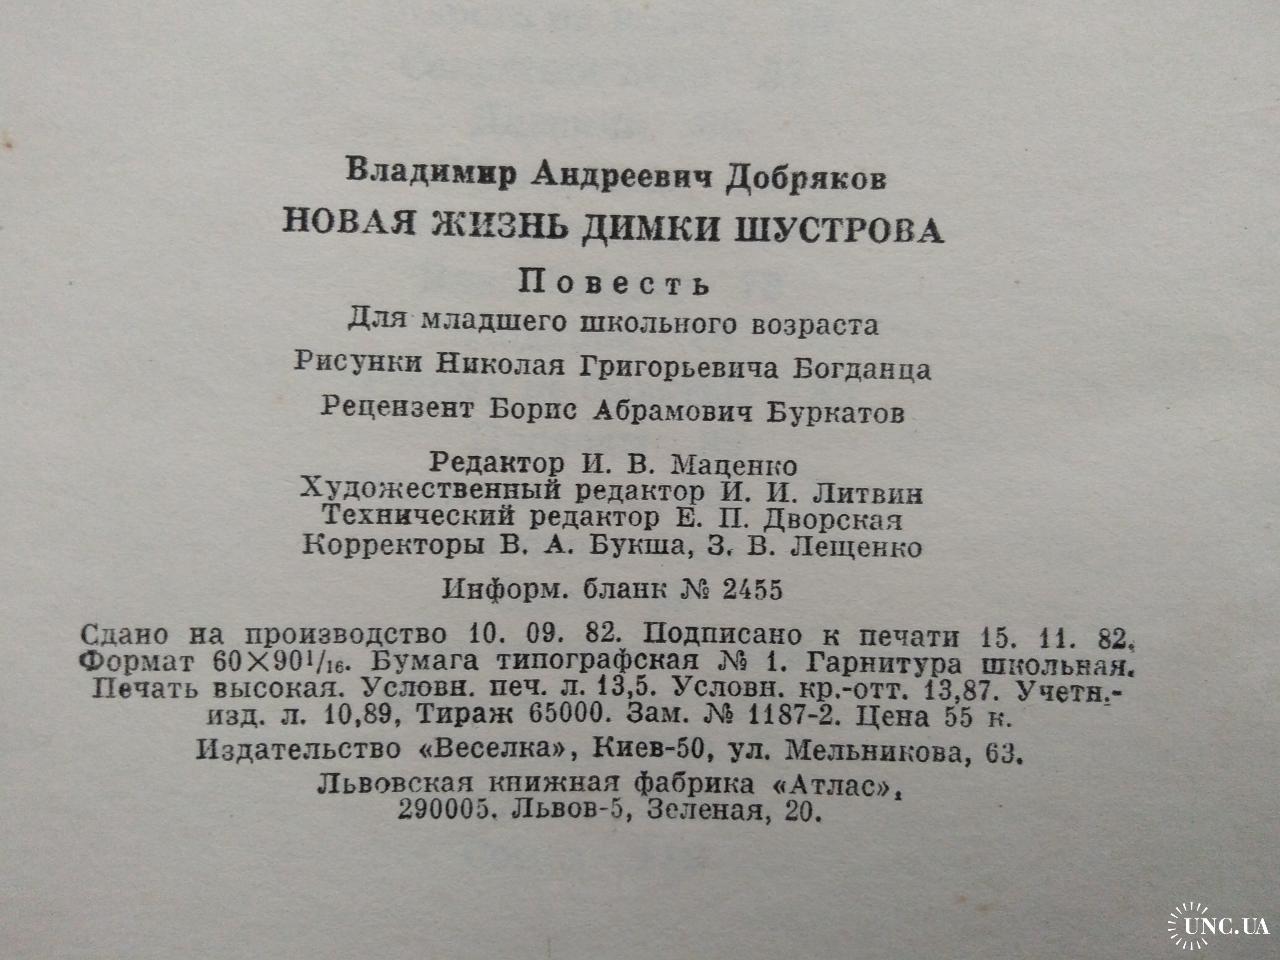 Владимир Андреевич Добряков
НОВАЯ ЖИЗНЬ ДИМКИ ШУСТРОВА
Повесть
Для младшего школьного возраста
Рисунки Николая Григорьевича Богданца
Рецензент Борис Абрамович Буркатов
Редактор И. В. Маценко
Художественный редактор И. И. Литвин
Технический редактор Е. П. Дворская
Корректоры В. А. Букша, З. В. Лещенко
Информ. бланк № 2455
Сдано на производство 10. 09. 82. Подписано к печати 15. 11. 82.
Формат 60×90 1/16. Бумага типографская № 1. Гарнитура школьная.
Печать высокая. Условн. печ. л. 13,5. Условн. кр.-отт. 13,87. Учетн.-
изд. л. 10,89, Тираж 65000. Зам. № 1187-2. Цена 55 к.
Издательство «Веселка», Киев-50, ул. Мельникова, 63.
Львовская книжная фабрика «Атлас»,
290005. Львов-5, Зеленая, 20.
UNC.UA